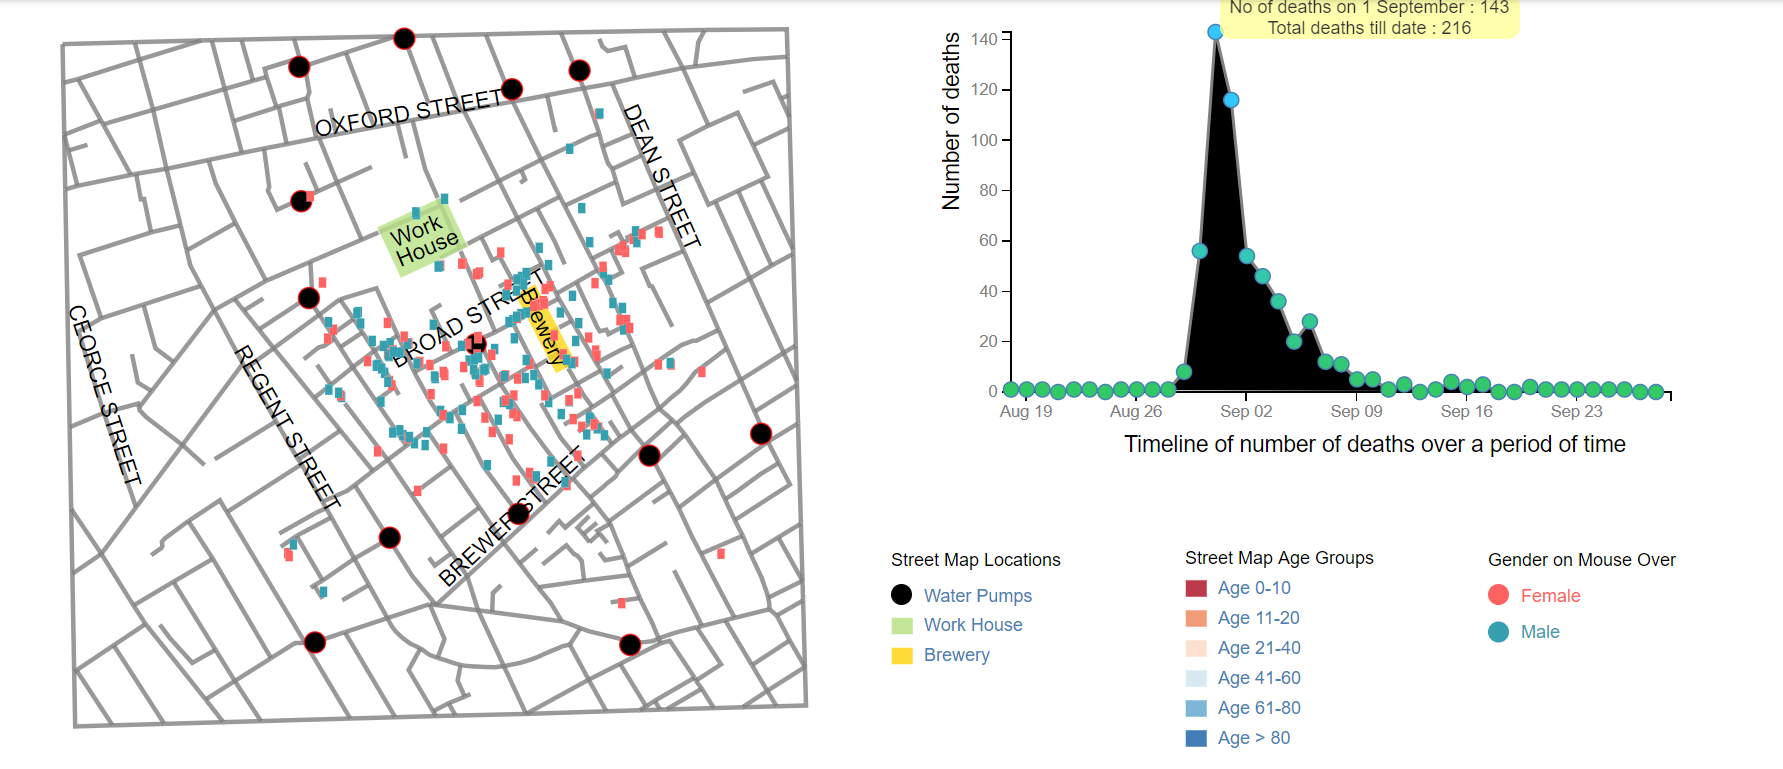 No of deaths on 1 September : 143
Total deaths till date : 216
OXFORD STREET
DEAN STREET
Work
House
BROAD STREET
Brewery
GEORGE STREET
REGENT STREET
BREWER STREET
Number of deaths
140
120
100
80
60
40
20
0
Aug 19
Aug 26
Sep 02
Sep 09
Sep 16
Sep 23
Timeline of number of deaths over a period of time
Street Map Locations
Water Pumps
Work House
Brewery
Street Map Age Groups
Age 0-10
Age 11-20
Age 21-40
Age 41-60
Age 61-80
Age > 80
Gender on Mouse Over
Female
Male